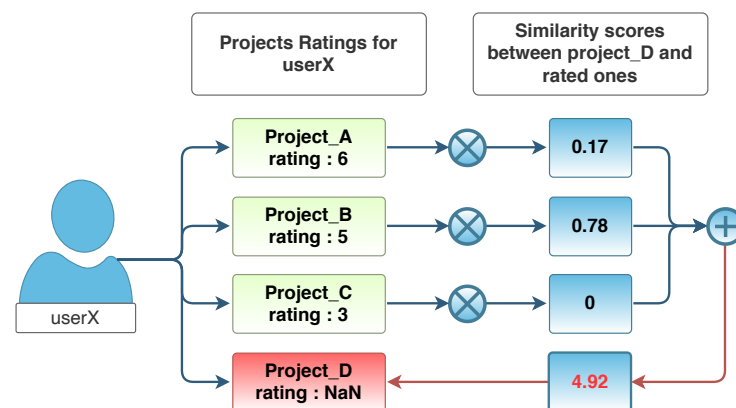 Projects Ratings for
userX
Similarity scores
between project_D and
rated ones
Project_A
rating : 6
0.17
Project_B
rating : 5
0.78
Project_C
rating : 3
0
userX
Project_D
rating : NaN
4.92